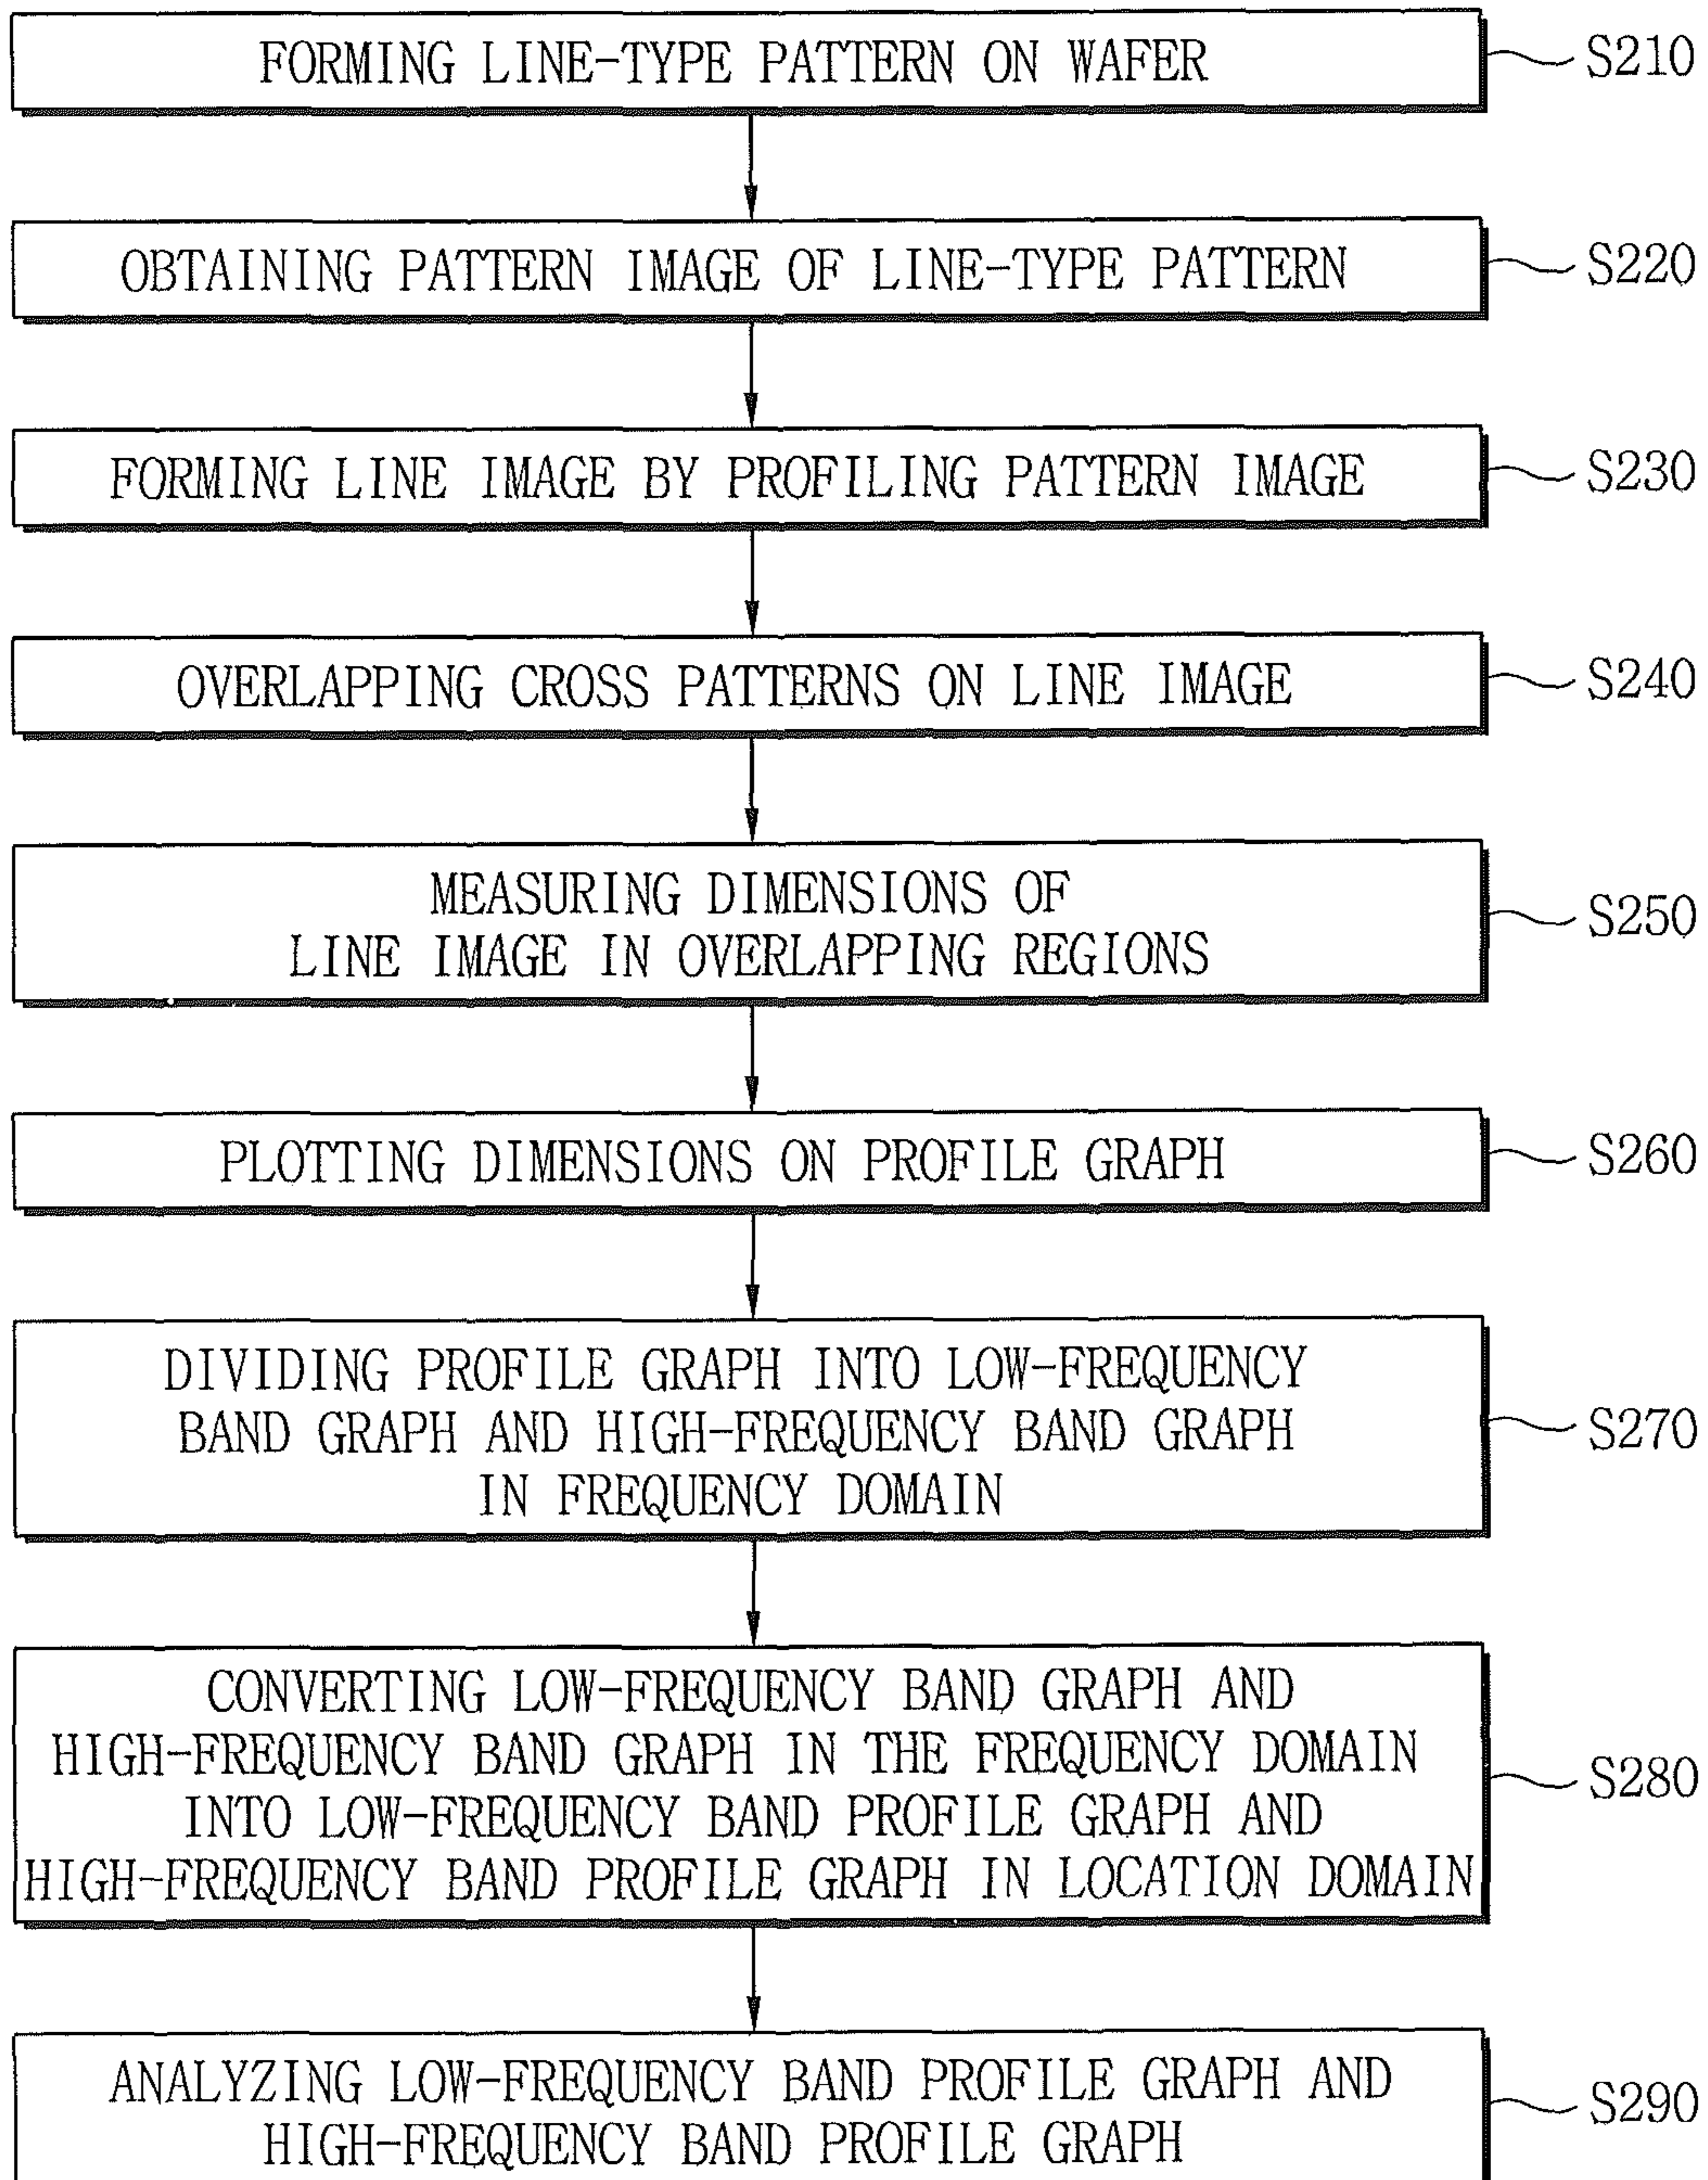 FORMING LINE-TYPE PATTERN ON WAFER
S210
OBTAINING PATTERN IMAGE OF LINE-TYPE PATTERN
S220
FORMING LINE IMAGE BY PROFILING PATTERN IMAGE
S230
OVERLAPPING CROSS PATTERNS ON LINE IMAGE
S240
MEASURING DIMENSIONS OF
LINE IMAGE IN OVERLAPPING REGIONS
S250
PLOTTING DIMENSIONS ON PROFILE GRAPH
S260
DIVIDING PROFILE GRAPH INTO LOW-FREQUENCY
BAND GRAPH AND HIGH-FREQUENCY BAND GRAPH
IN FREQUENCY DOMAIN
S270
CONVERTING LOW-FREQUENCY BAND GRAPH AND
HIGH-FREQUENCY BAND GRAPH IN THE FREQUENCY DOMAIN
INTO LOW-FREQUENCY BAND PROFILE GRAPH AND
HIGH-FREQUENCY BAND PROFILE GRAPH IN LOCATION DOMAIN
S280
ANALYZING LOW-FREQUENCY BAND PROFILE GRAPH AND
HIGH-FREQUENCY BAND PROFILE GRAPH
S290